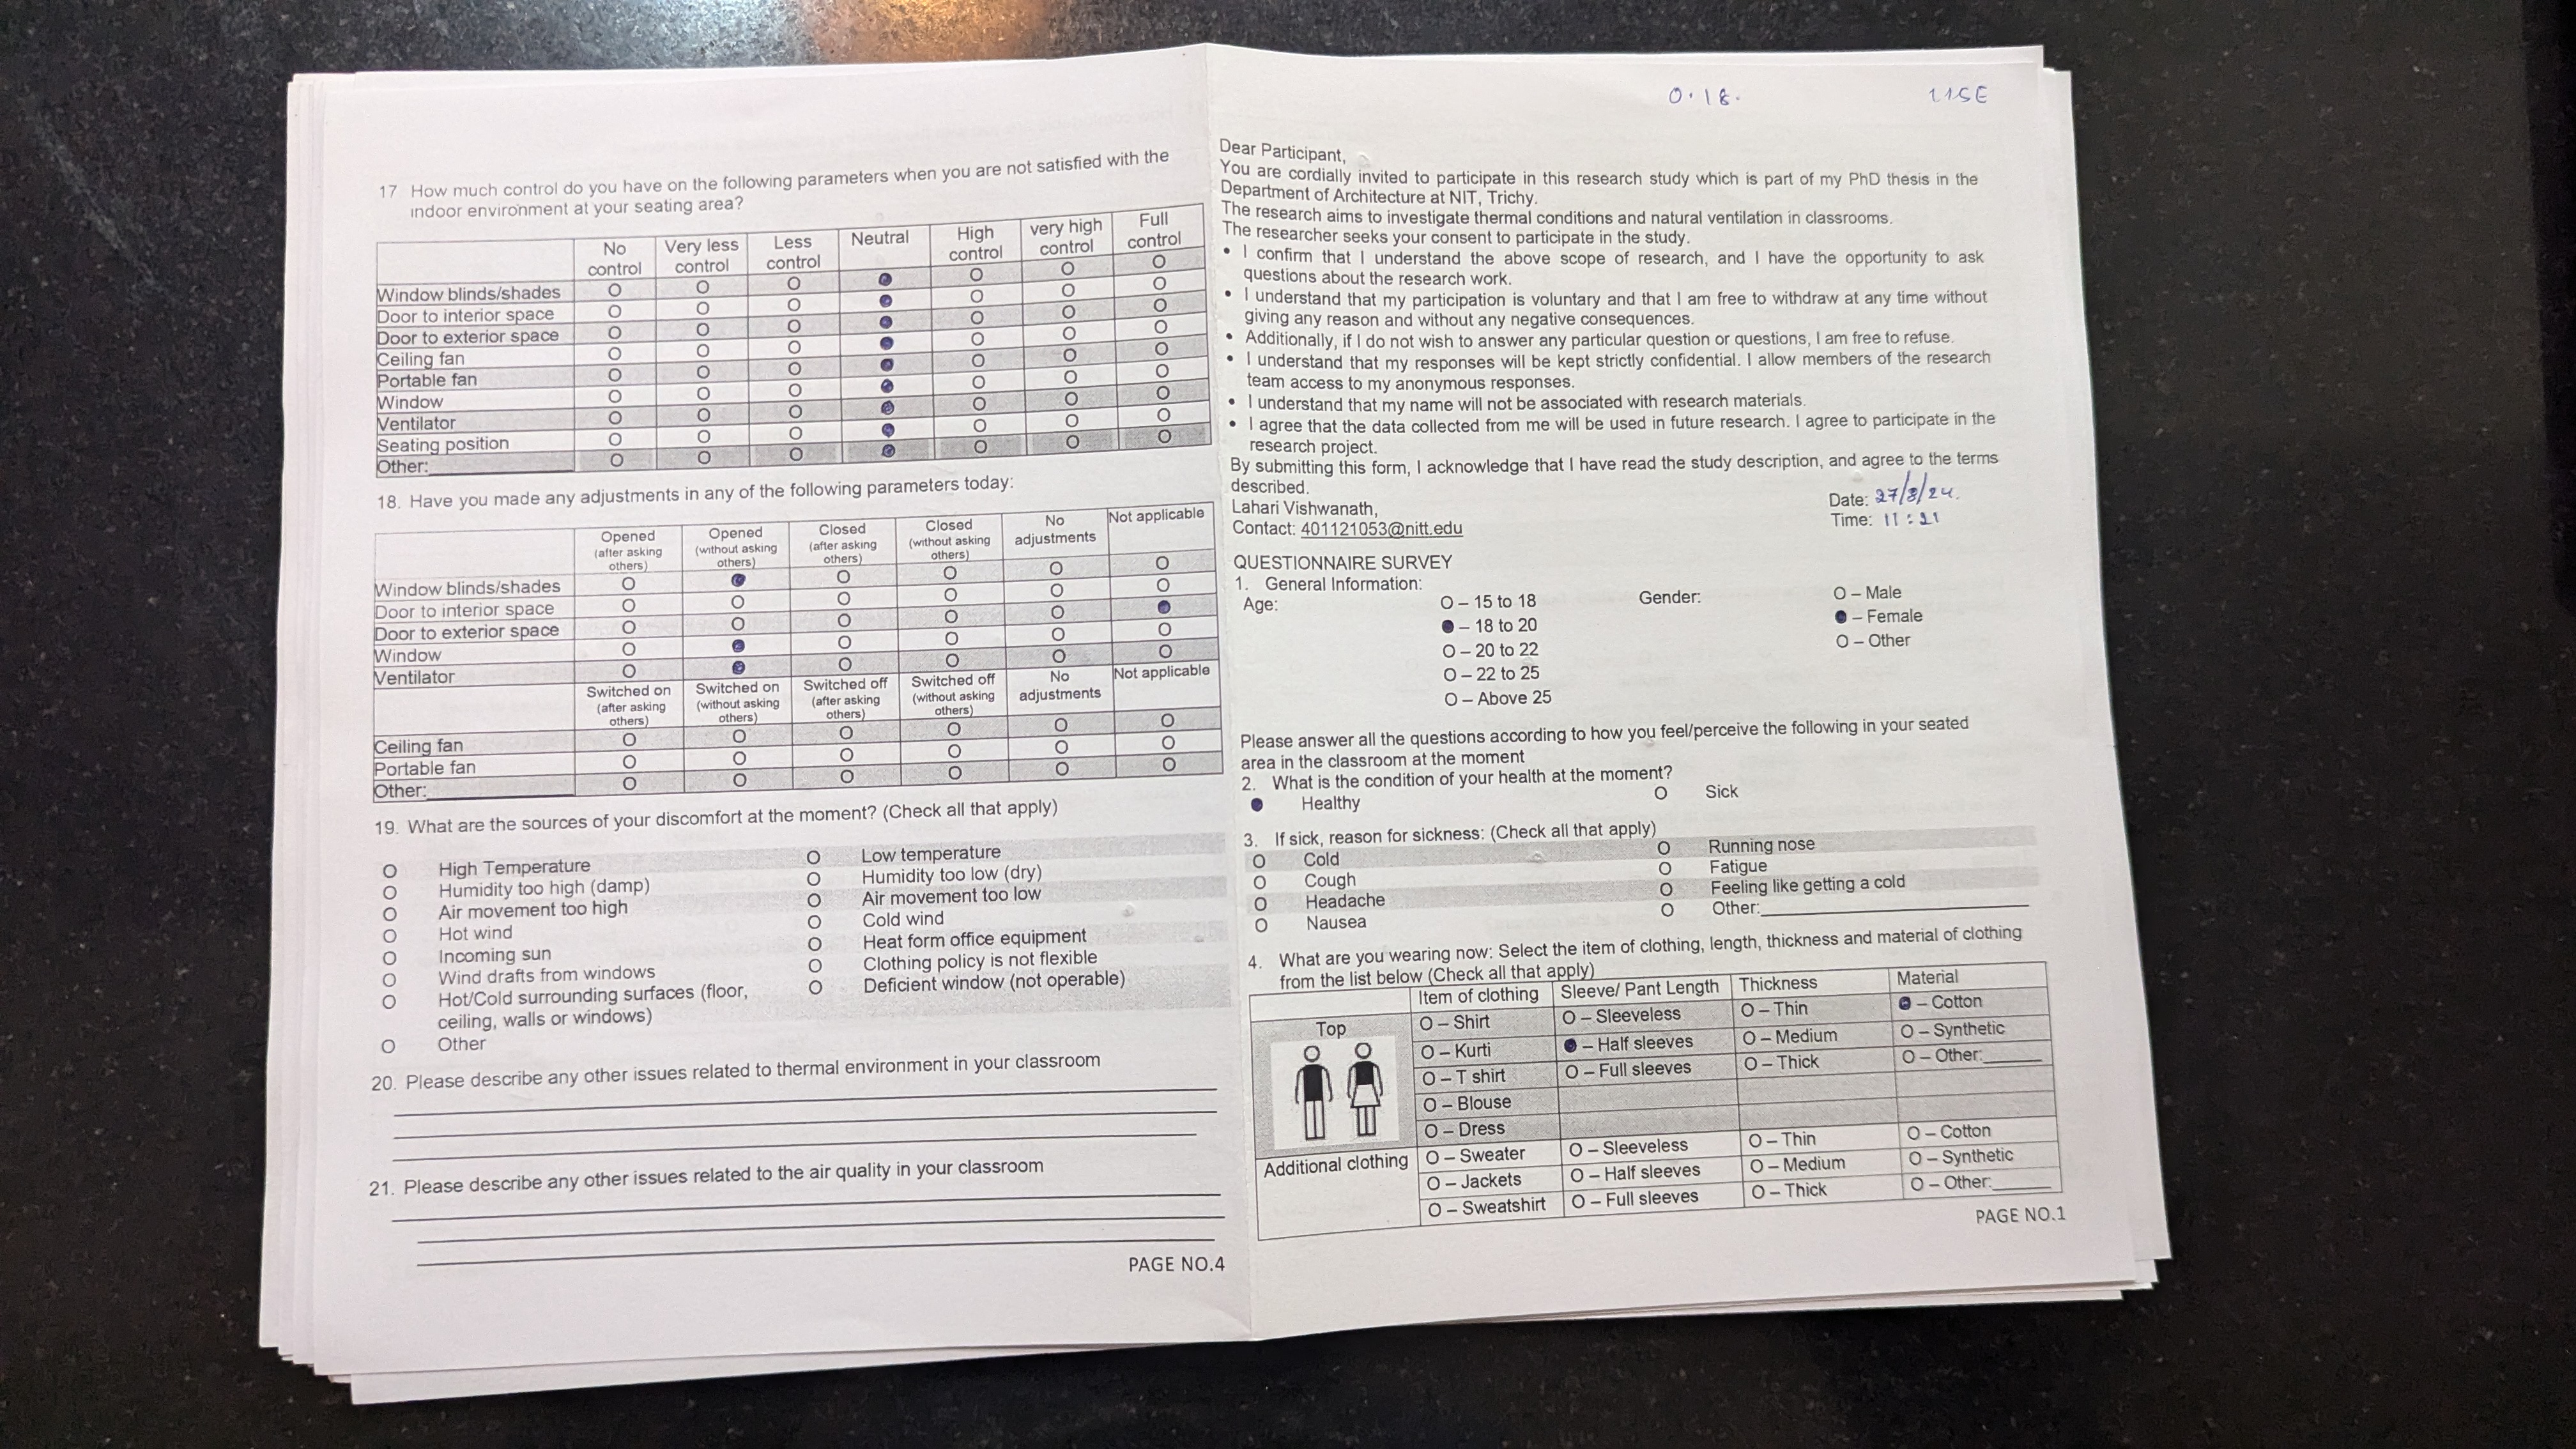 17 How much control do you have on the following parameters when you are not satisfied with the
indoor environment at your seating area?
No control Very less control Less control Neutral High control very high control Full control
Window blinds/shades O O O ● O O O
Door to interior space O O O ● O O O
Door to exterior space O O O ● O O O
Ceiling fan O O O ● O O O
Portable fan O O O ● O O O
Window O O O ● O O O
Ventilator O O O ● O O O
Seating position O O O ● O O O
Other: O O O ● O O O
18. Have you made any adjustments in any of the following parameters today:
Opened (after asking others) Opened (without asking others) Closed (after asking others) Closed (without asking others) No adjustments Not applicable
Window blinds/shades O ● O O O O
Door to interior space O O O O O O
Door to exterior space O O O O O ●
Window O ● O O O O
Ventilator O ● O O O O
Switched on (after asking others) Switched on (without asking others) Switched off (after asking others) Switched off (without asking others) No adjustments Not applicable
Ceiling fan O O O O O O
Portable fan O O O O O O
Other: O O O O O O
19. What are the sources of your discomfort at the moment? (Check all that apply)
O High Temperature O Low temperature
O Humidity too high (damp) O Humidity too low (dry)
O Air movement too high O Air movement too low
O Hot wind O Cold wind
O Incoming sun O Heat form office equipment
O Wind drafts from windows O Clothing policy is not flexible
O Hot/Cold surrounding surfaces (floor, O Deficient window (not operable)
ceiling, walls or windows)
O Other
20. Please describe any other issues related to thermal environment in your classroom
21. Please describe any other issues related to the air quality in your classroom
PAGE NO.4
0.18. 115E
Dear Participant,
You are cordially invited to participate in this research study which is part of my PhD thesis in the
Department of Architecture at NIT, Trichy.
The research aims to investigate thermal conditions and natural ventilation in classrooms.
The researcher seeks your consent to participate in the study.
• I confirm that I understand the above scope of research, and I have the opportunity to ask
questions about the research work.
• I understand that my participation is voluntary and that I am free to withdraw at any time without
giving any reason and without any negative consequences.
• Additionally, if I do not wish to answer any particular question or questions, I am free to refuse.
• I understand that my responses will be kept strictly confidential. I allow members of the research
team access to my anonymous responses.
• I understand that my name will not be associated with research materials.
• I agree that the data collected from me will be used in future research. I agree to participate in the
research project.
By submitting this form, I acknowledge that I have read the study description, and agree to the terms
described.
Lahari Vishwanath, Date: 27/8/24.
Contact: 401121053@nitt.edu Time: 11:21
QUESTIONNAIRE SURVEY
1. General Information:
Age: O – 15 to 18 Gender: O – Male
● – 18 to 20 ● – Female
O – 20 to 22 O – Other
O – 22 to 25
O – Above 25
Please answer all the questions according to how you feel/perceive the following in your seated
area in the classroom at the moment
2. What is the condition of your health at the moment?
● Healthy O Sick
3. If sick, reason for sickness: (Check all that apply)
O Cold O Running nose
O Cough O Fatigue
O Headache O Feeling like getting a cold
O Nausea O Other:
4. What are you wearing now: Select the item of clothing, length, thickness and material of clothing
from the list below (Check all that apply)
Item of clothing Sleeve/ Pant Length Thickness Material
Top O – Shirt O – Sleeveless O – Thin ● – Cotton
O – Kurti ● – Half sleeves O – Medium O – Synthetic
O – T shirt O – Full sleeves O – Thick O – Other:
O – Blouse
O – Dress
Additional clothing O – Sweater O – Sleeveless O – Thin O – Cotton
O – Jackets O – Half sleeves O – Medium O – Synthetic
O – Sweatshirt O – Full sleeves O – Thick O – Other:
PAGE NO.1